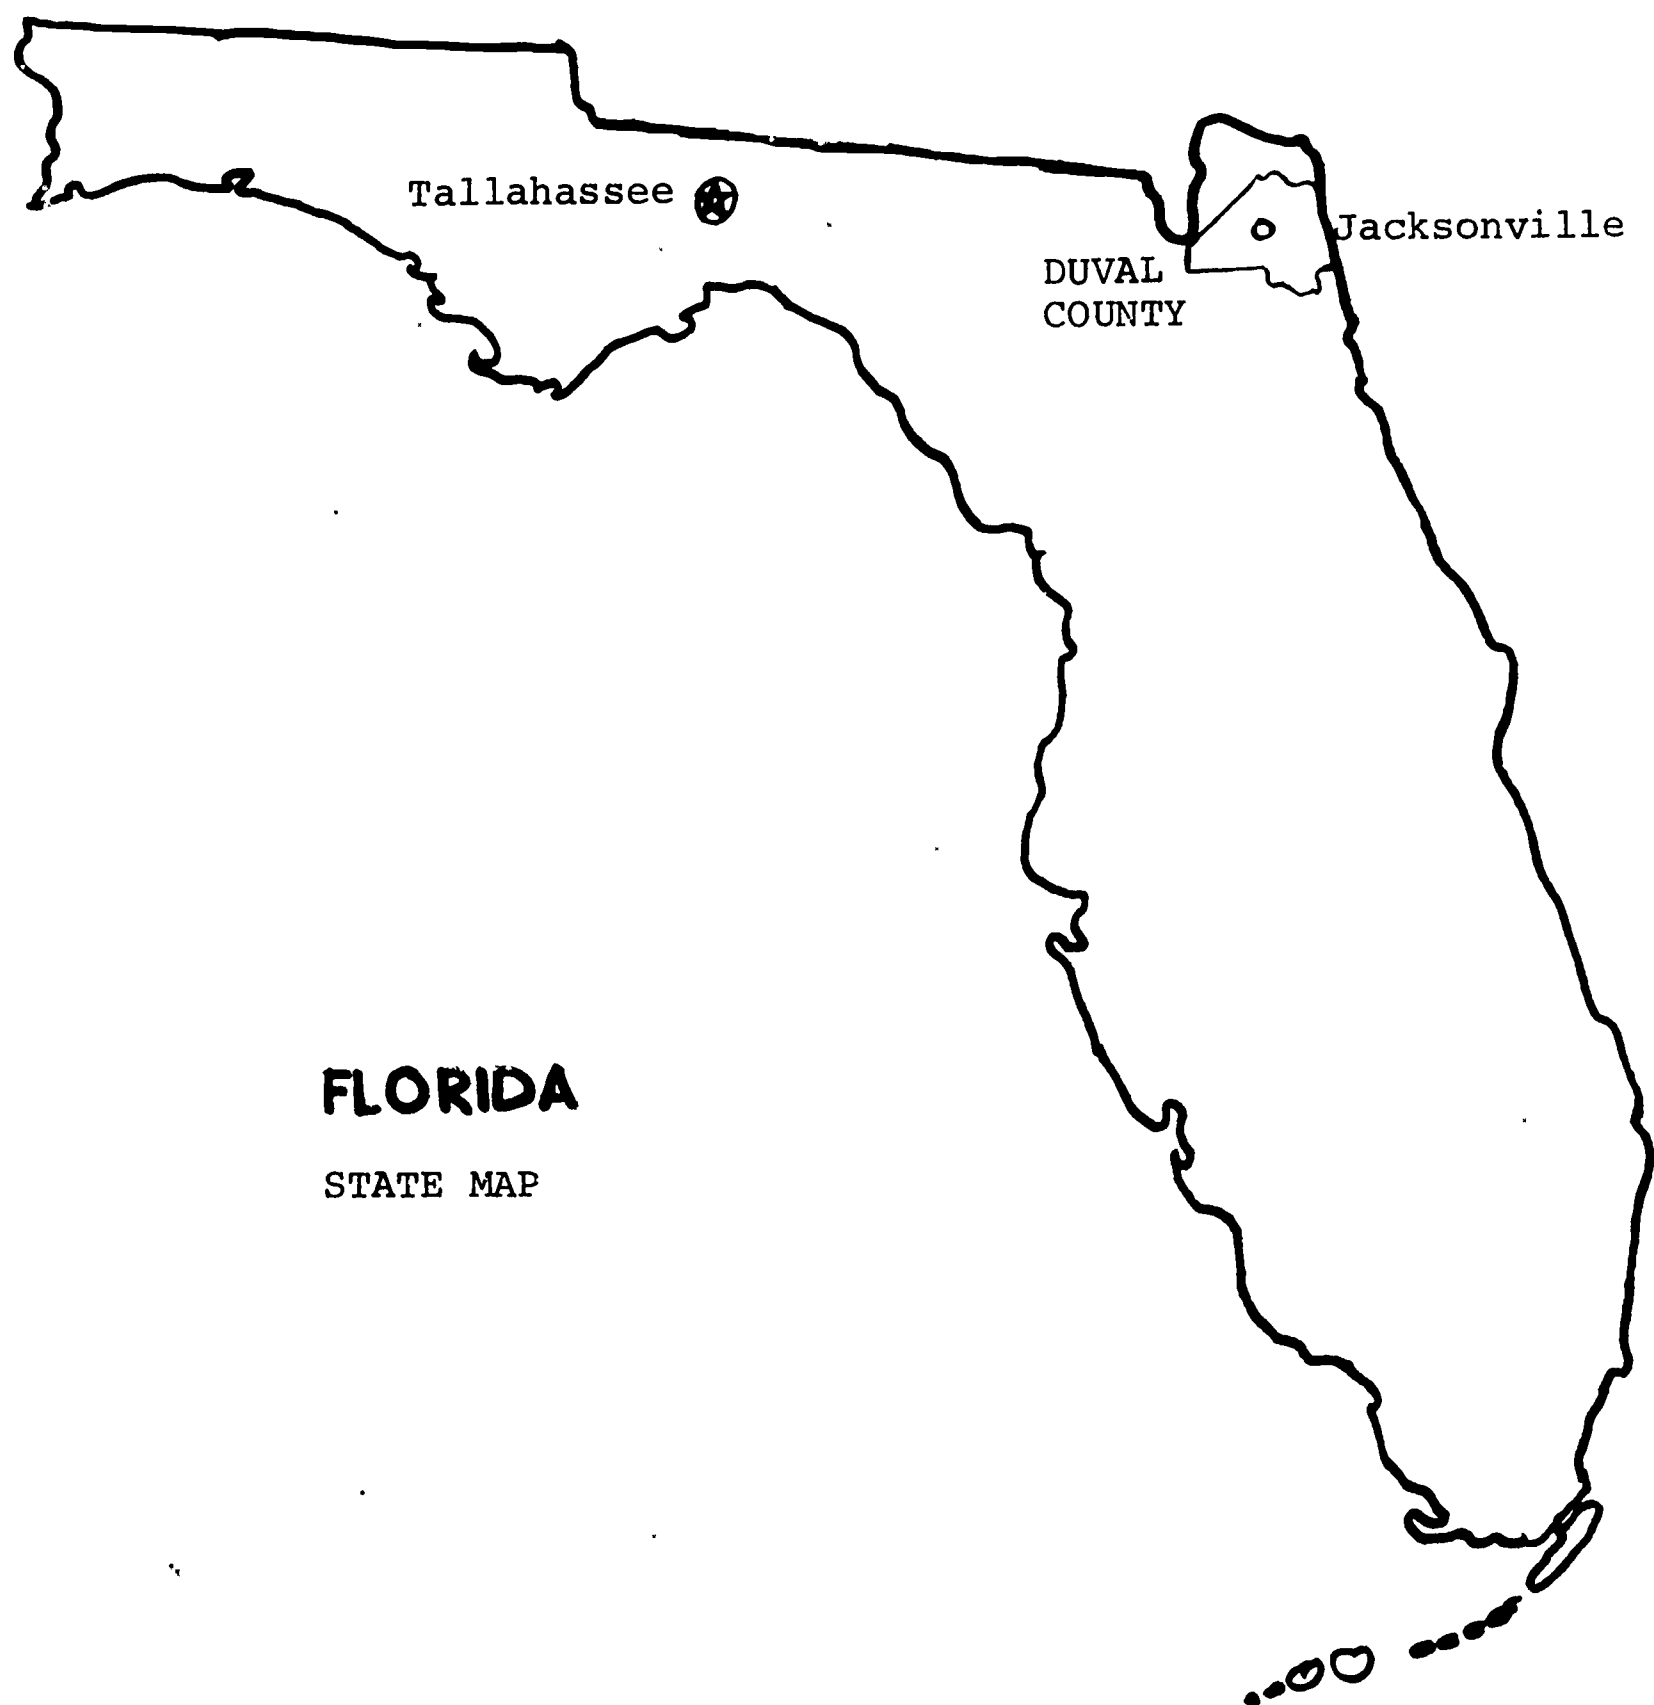 Tallahassee
Jacksonville
DUVAL
COUNTY
FLORIDA
STATE MAP